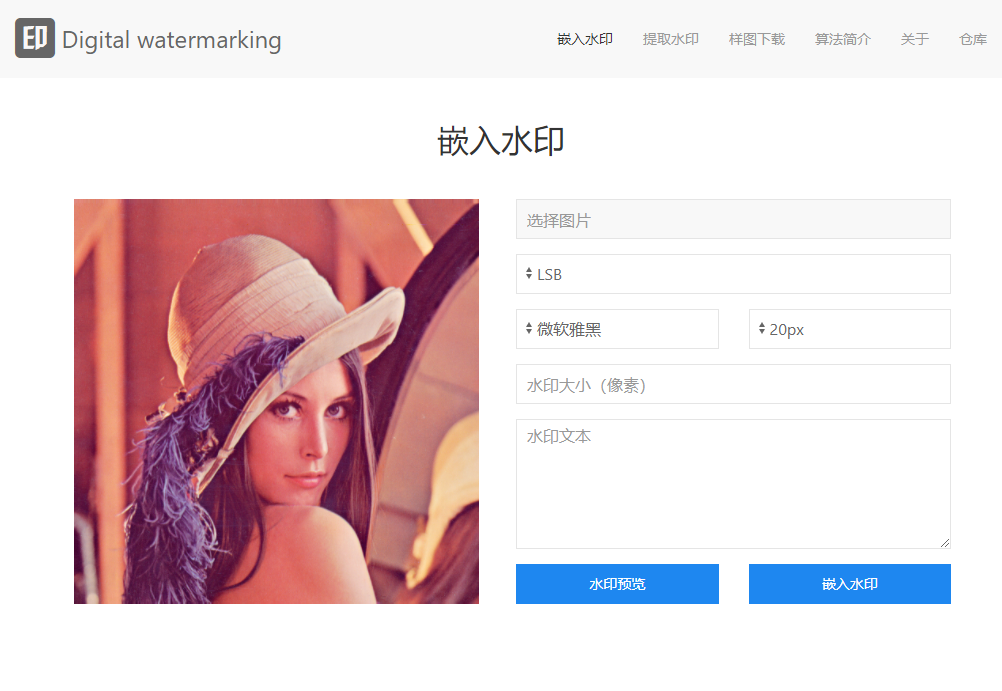 Digital watermarking
嵌入水印 提取水印 样图下载 算法简介 关于 仓库
嵌入水印
选择图片
LSB
微软雅黑 20px
水印大小（像素）
水印文本
水印预览 嵌入水印